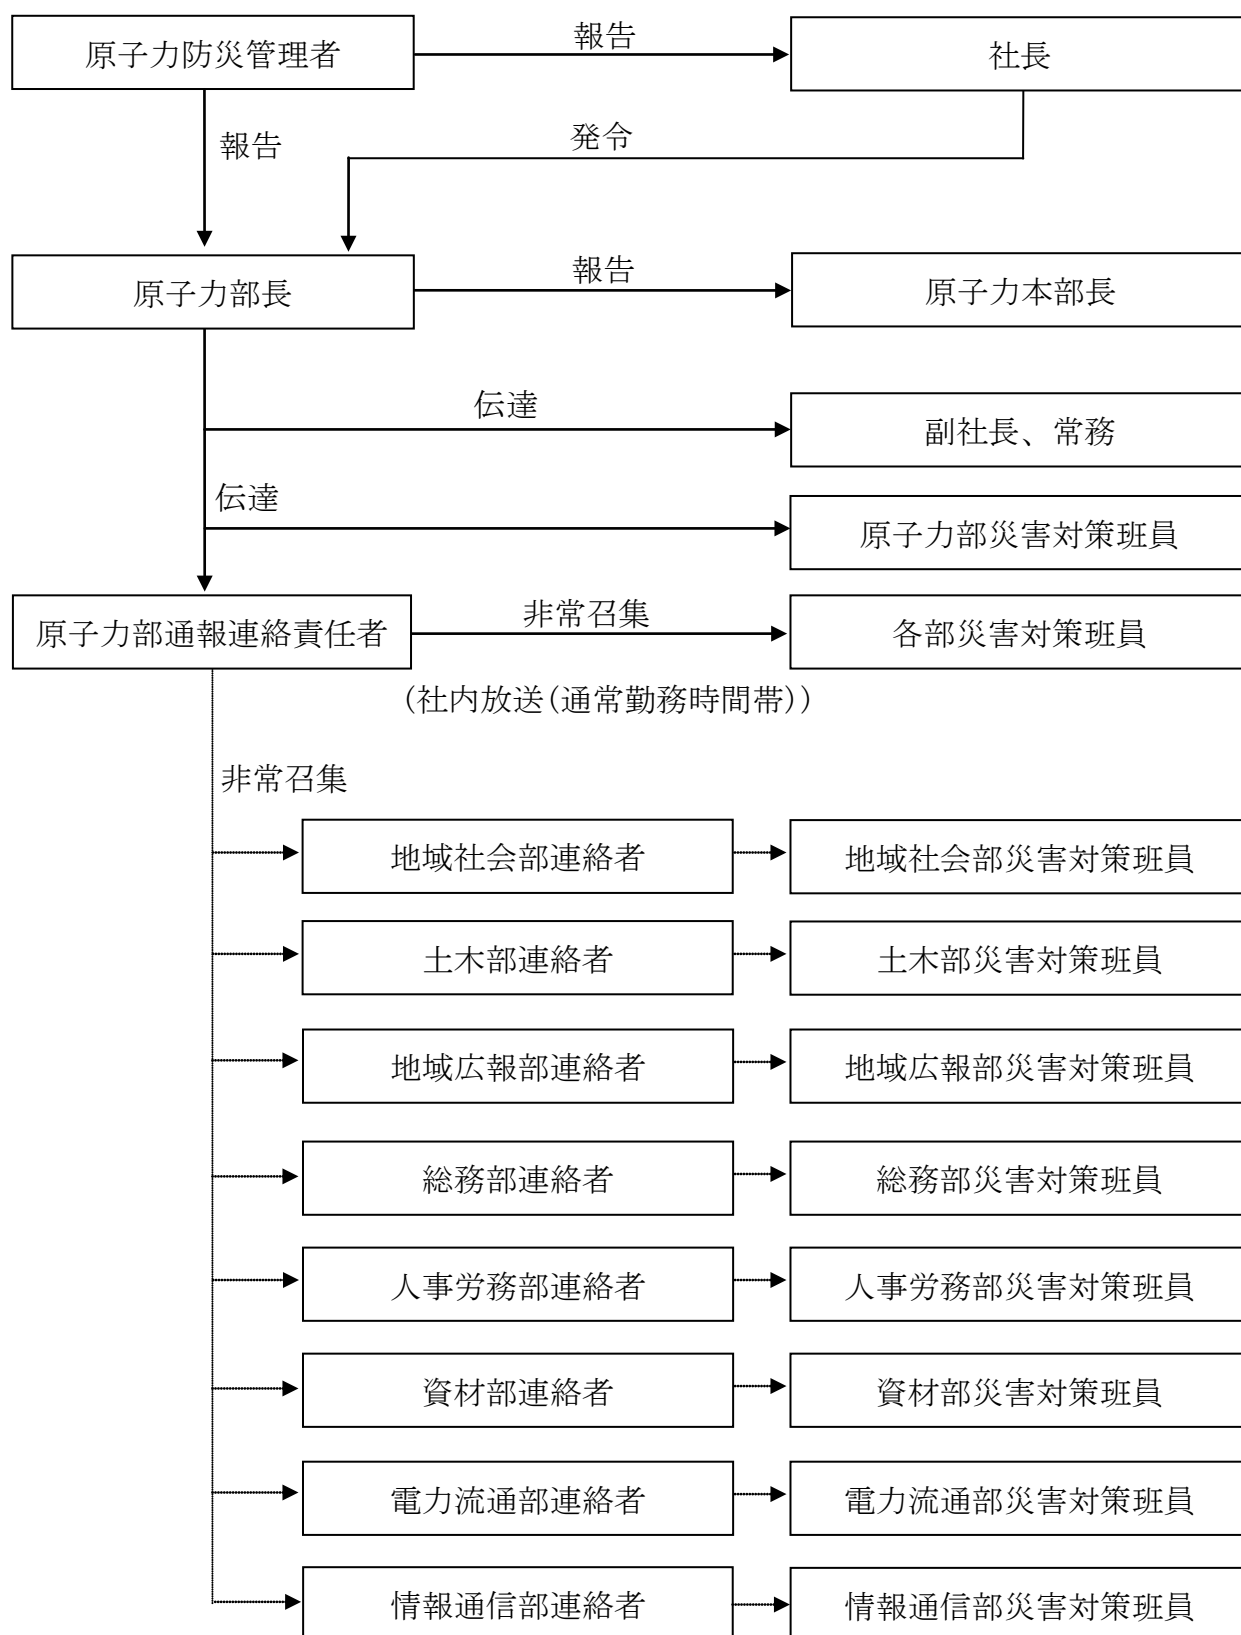 原子力防災管理者
報告
社長
報告
発令
原子力部長
報告
原子力本部長
伝達
副社長、常務
伝達
原子力部災害対策班員
原子力部通報連絡責任者
非常召集
各部災害対策班員
(社内放送(通常勤務時間帯))
非常召集
地域社会部連絡者
地域社会部災害対策班員
土木部連絡者
土木部災害対策班員
地域広報部連絡者
地域広報部災害対策班員
総務部連絡者
総務部災害対策班員
人事労務部連絡者
人事労務部災害対策班員
資材部連絡者
資材部災害対策班員
電力流通部連絡者
電力流通部災害対策班員
情報通信部連絡者
情報通信部災害対策班員